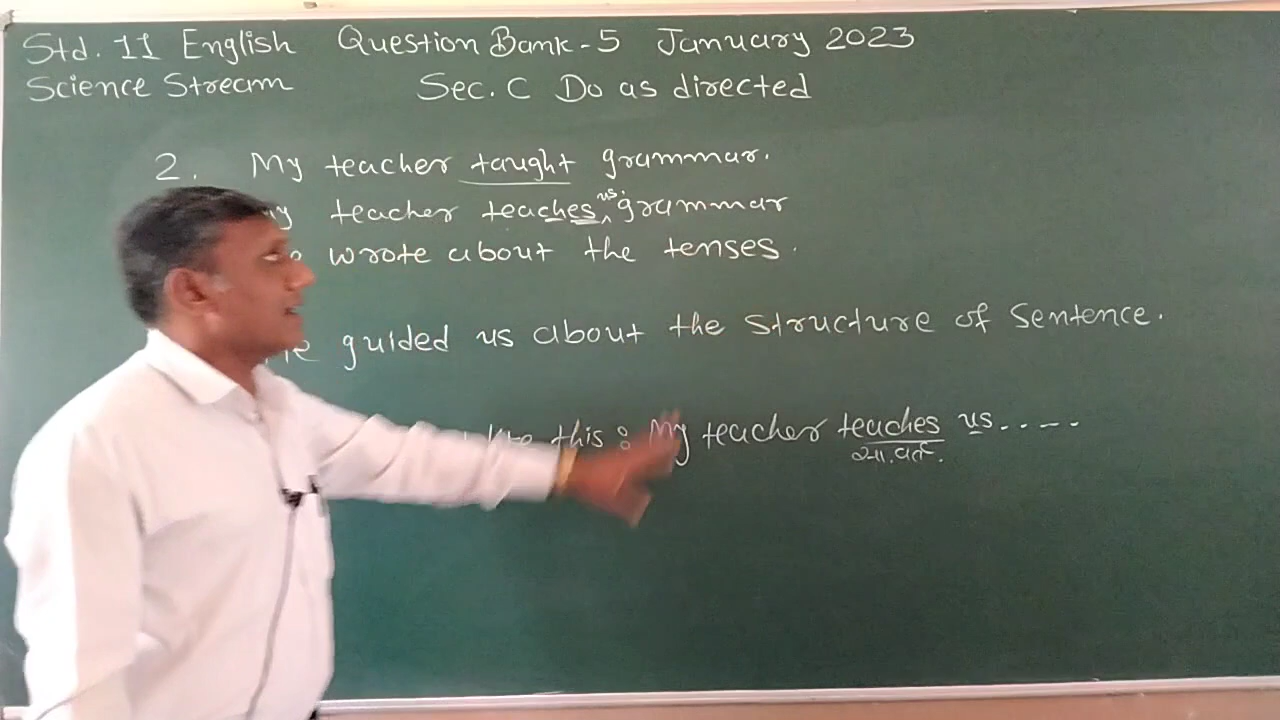 Std. 11 English Question Bank - 5 January 2023
Science Stream Sec. C Do as directed
2. My teacher taught grammar.
us
teacher teaches ^ grammar
wrote about the tenses.
guided us about the structure of sentence.
this : My teacher teaches us.....
સા. વર્ત.